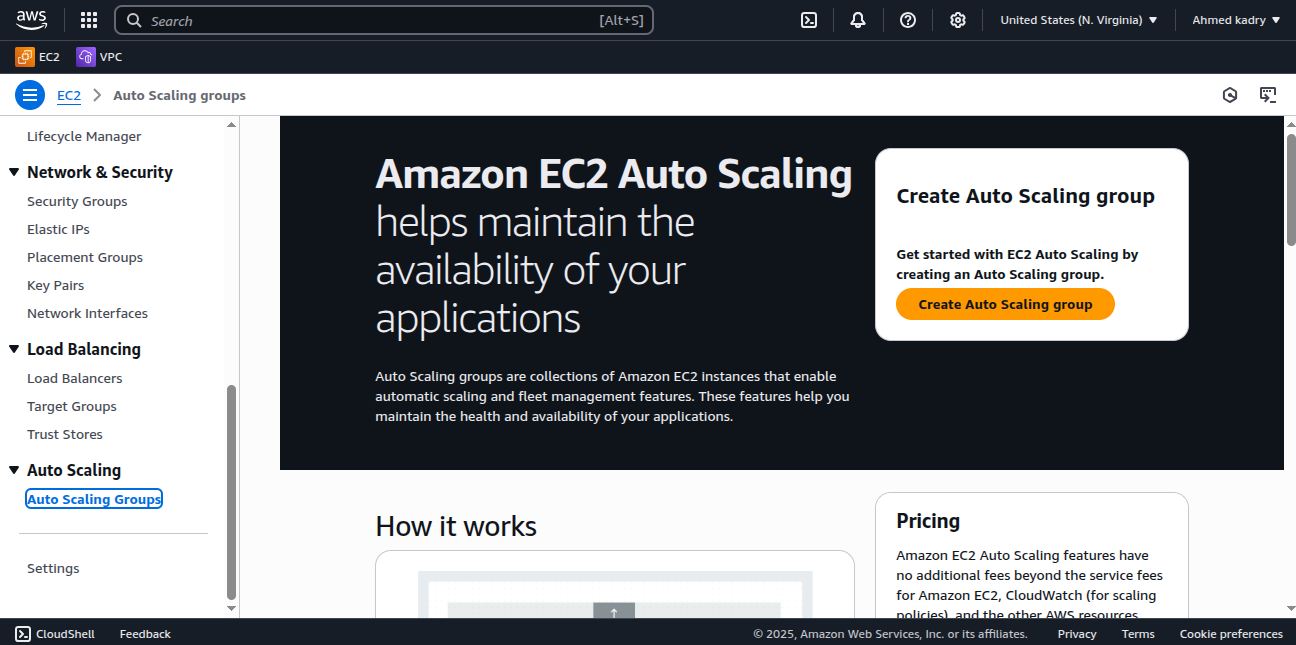 aws
Search
[Alt+S]
United States (N. Virginia)
Ahmed kadry
EC2
VPC
EC2
Auto Scaling groups
Lifecycle Manager
Network & Security
Security Groups
Elastic IPs
Placement Groups
Key Pairs
Network Interfaces
Load Balancing
Load Balancers
Target Groups
Trust Stores
Auto Scaling
Auto Scaling Groups
Settings
Amazon EC2 Auto Scaling
helps maintain the
availability of your
applications
Auto Scaling groups are collections of Amazon EC2 instances that enable
automatic scaling and fleet management features. These features help you
maintain the health and availability of your applications.
Create Auto Scaling group
Get started with EC2 Auto Scaling by
creating an Auto Scaling group.
Create Auto Scaling group
How it works
Pricing
Amazon EC2 Auto Scaling features have
no additional fees beyond the service fees
for Amazon EC2, CloudWatch (for scaling
policies), and the other AWS resources
CloudShell
Feedback
© 2025, Amazon Web Services, Inc. or its affiliates.
Privacy
Terms
Cookie preferences